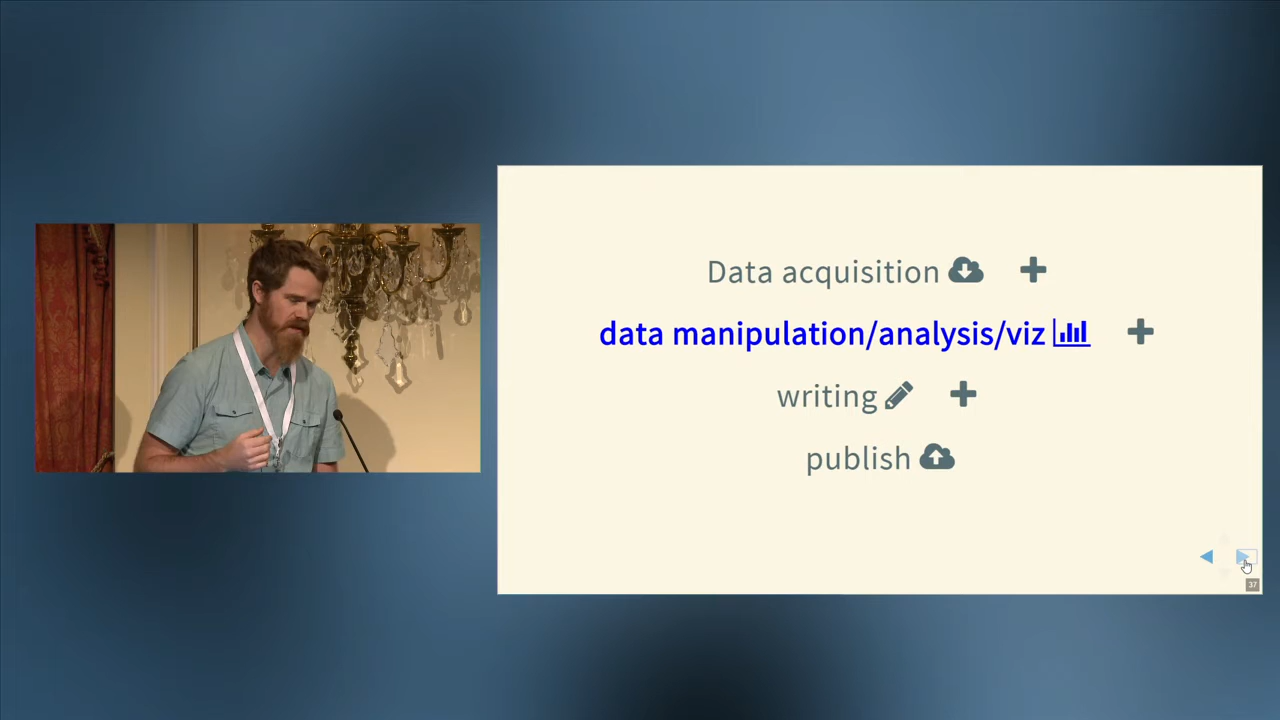 Data acquisition
data manipulation/analysis/viz
writing
publish
37